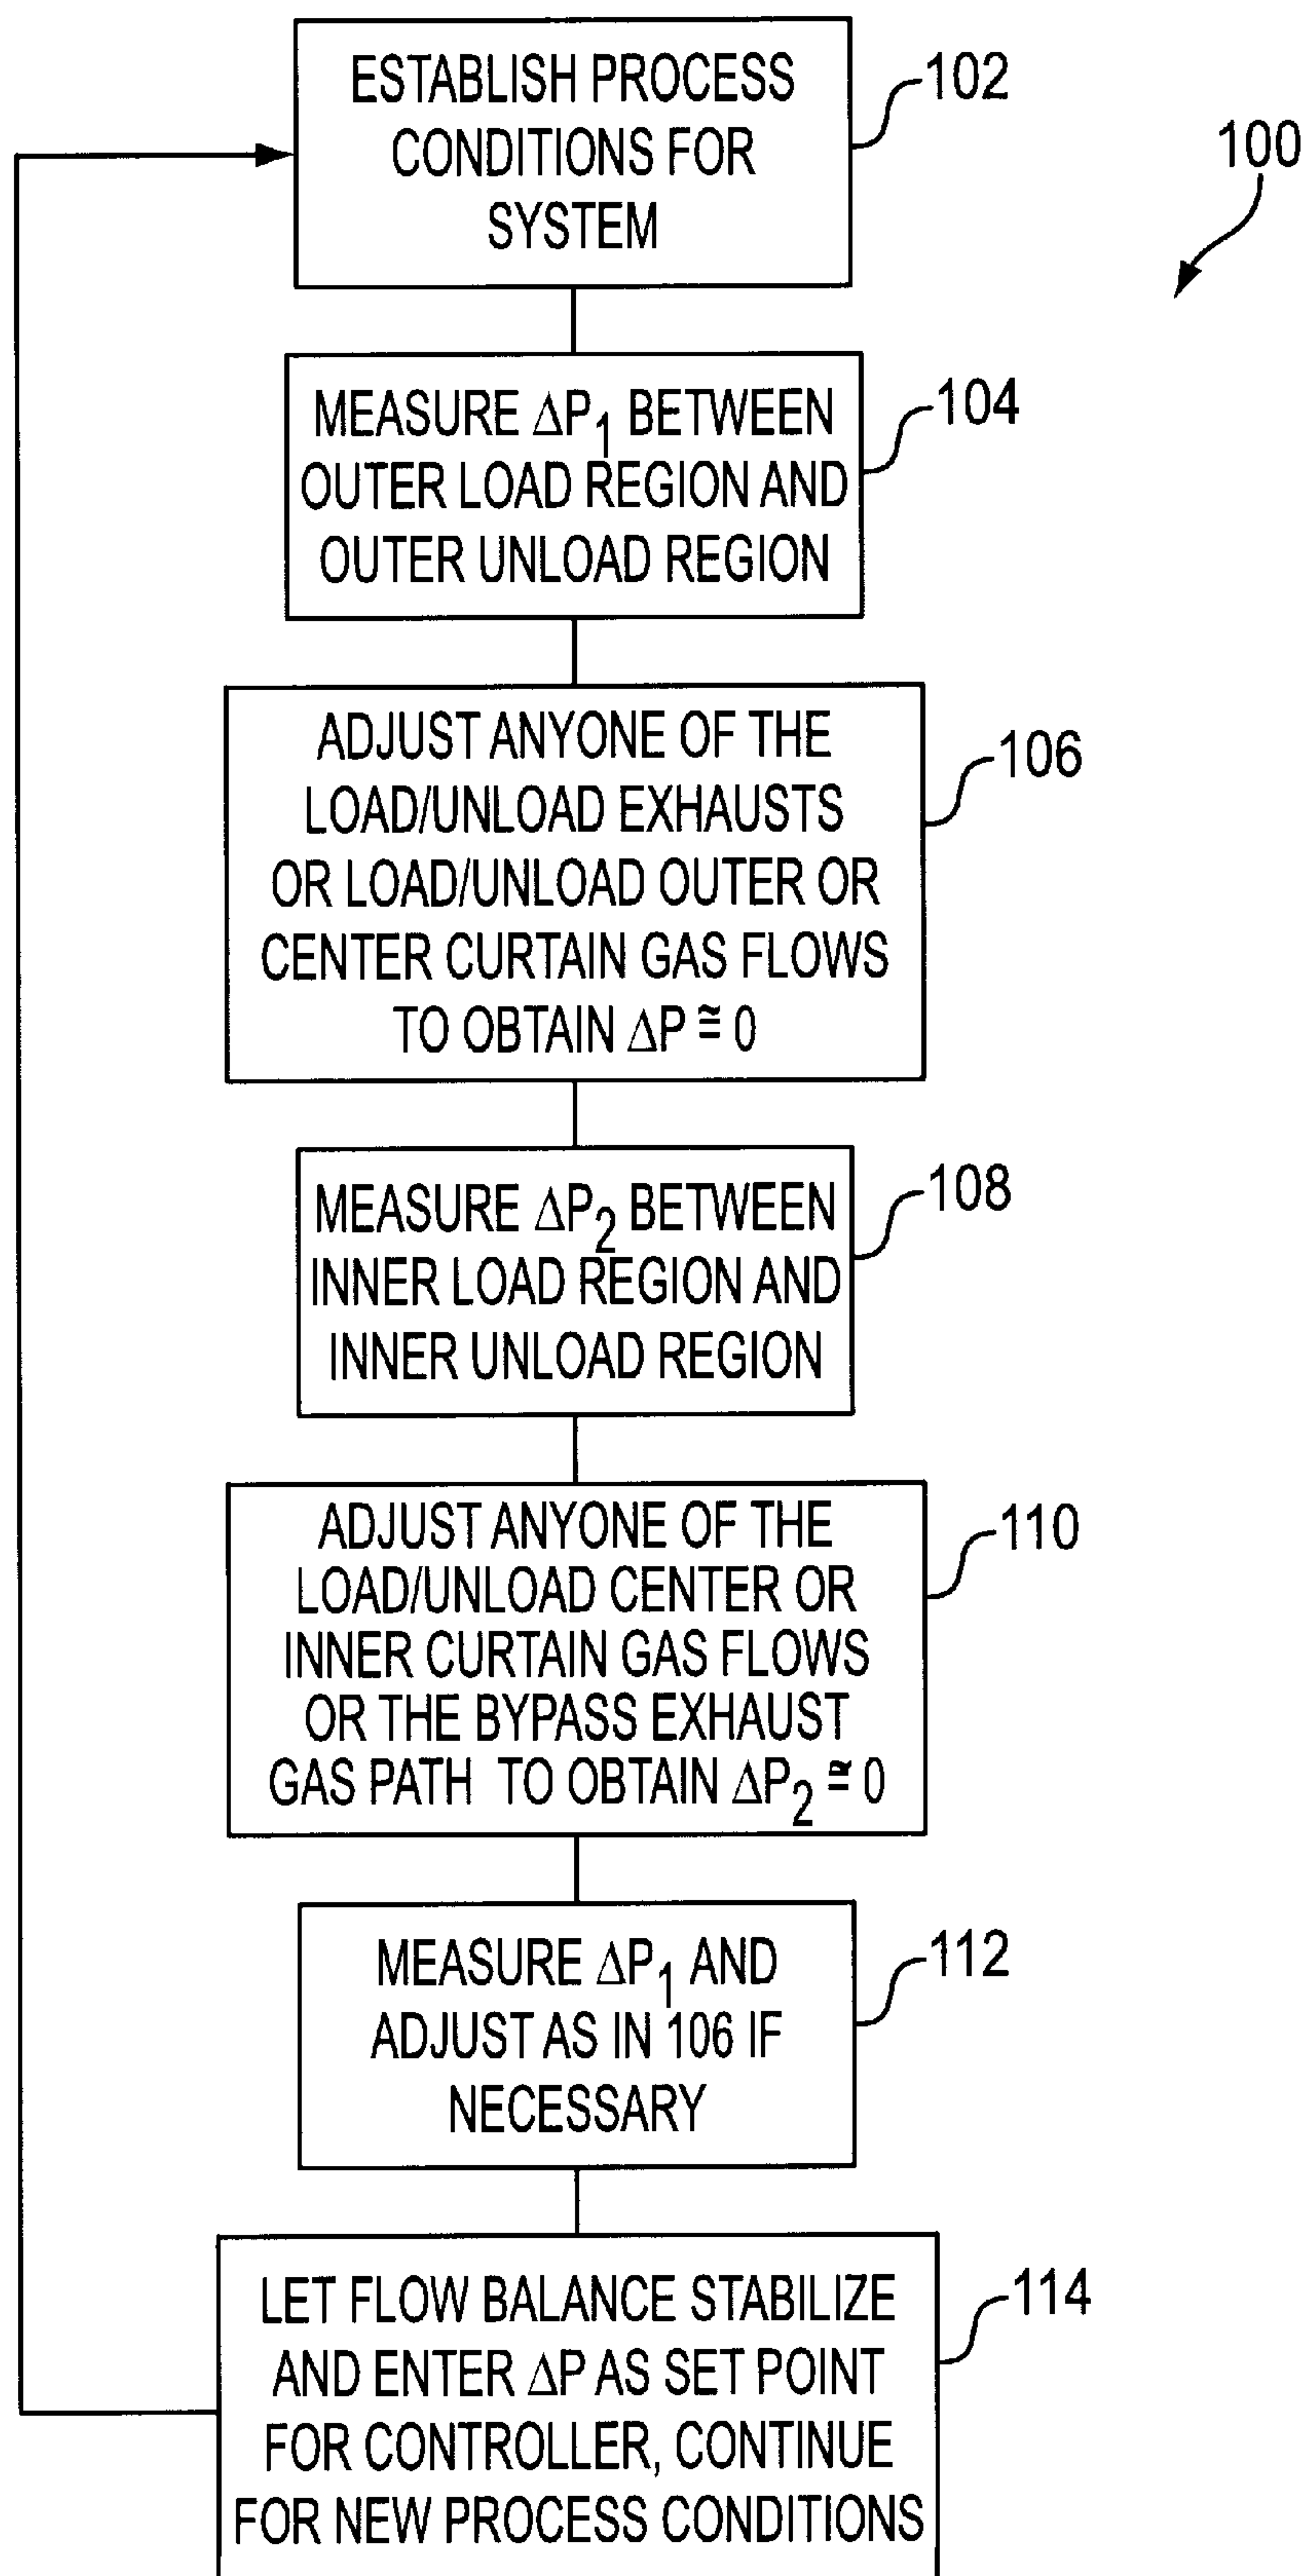 ESTABLISH PROCESS
CONDITIONS FOR
SYSTEM
102
100
MEASURE ΔP1 BETWEEN
OUTER LOAD REGION AND
OUTER UNLOAD REGION
104
ADJUST ANYONE OF THE
LOAD/UNLOAD EXHAUSTS
OR LOAD/UNLOAD OUTER OR
CENTER CURTAIN GAS FLOWS
TO OBTAIN ΔP ≅ 0
106
MEASURE ΔP2 BETWEEN
INNER LOAD REGION AND
INNER UNLOAD REGION
108
ADJUST ANYONE OF THE
LOAD/UNLOAD CENTER OR
INNER CURTAIN GAS FLOWS
OR THE BYPASS EXHAUST
GAS PATH TO OBTAIN ΔP2 ≅ 0
110
MEASURE ΔP1 AND
ADJUST AS IN 106 IF
NECESSARY
112
LET FLOW BALANCE STABILIZE
AND ENTER ΔP AS SET POINT
FOR CONTROLLER, CONTINUE
FOR NEW PROCESS CONDITIONS
114